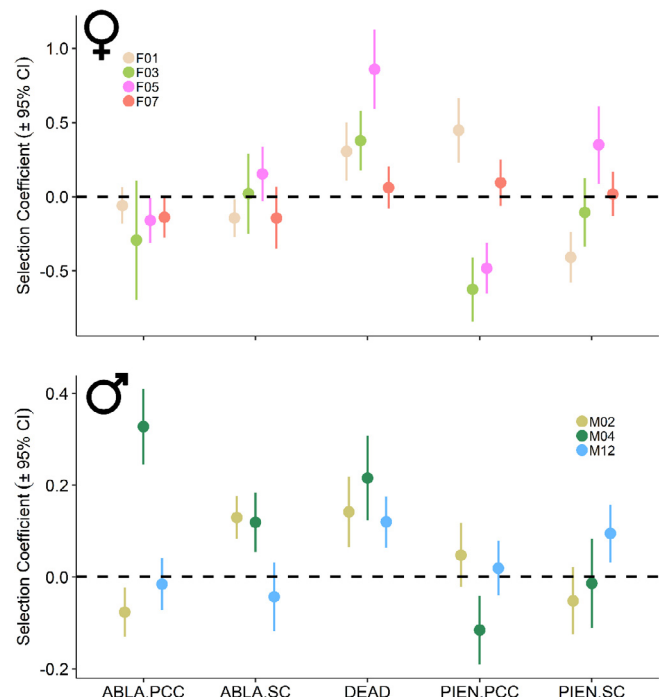 Selection Coefficient (± 95% CI)
1.0
0.5
0.0
-0.5
F01
F03
F05
F07
Selection Coefficient (± 95% CI)
0.4
0.2
0.0
-0.2
M02
M04
M12
ABLA.PCC ABLA.SC DEAD PIEN.PCC PIEN.SC